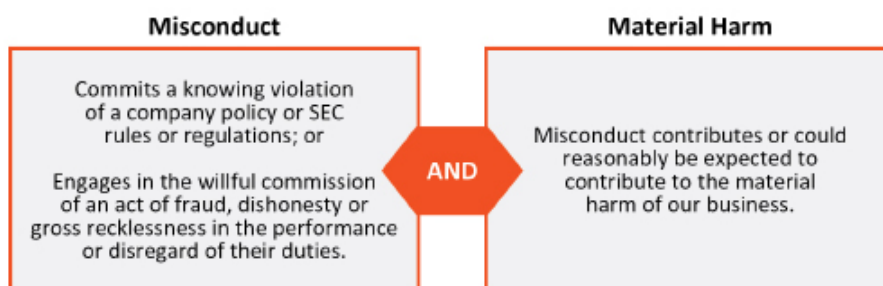 Misconduct
Commits a knowing violation
of a company policy or SEC
rules or regulations; or
Engages in the willful commission
of an act of fraud, dishonesty or
gross recklessness in the performance
or disregard of their duties.
AND
Material Harm
Misconduct contributes or could
reasonably be expected to
contribute to the material
harm of our business.